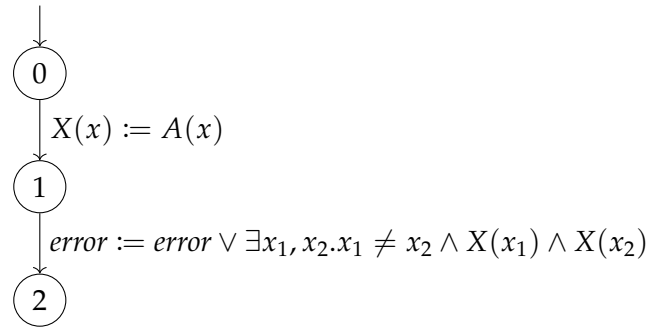 0
X(x) := A(x)
1
error := error ∨ ∃x₁, x₂.x₁ ≠ x₂ ∧ X(x₁) ∧ X(x₂)
2